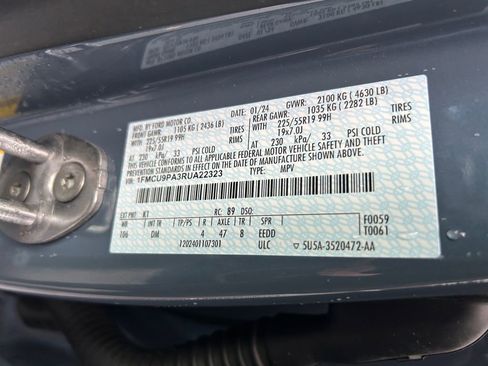 MFD. BY FORD MOTOR CO.
DATE: 01/24 GVWR: 2100 KG ( 4630 LB)
FRONT GAWR: 1105 KG ( 2436 LB) REAR GAWR: 1035 KG ( 2282 LB)
WITH 225/55R19 99H TIRES WITH 225/55R19 99H TIRES
19x7.0J RIMS 19x7.0J RIMS
AT 230 kPa/ 33 PSI COLD AT 230 kPa/ 33 PSI COLD
THIS VEHICLE CONFORMS TO ALL APPLICABLE FEDERAL MOTOR VEHICLE SAFETY AND THEFT
PREVENTION STANDARDS IN EFFECT ON THE DATE OF MANUFACTURE SHOWN ABOVE.
VIN: 1FMCU9PA3RUA22323 TYPE: MPV
EXT PNT: K1 RC: 89 DSO: F0059
WB TR TP/PS R AXLE TR SPR T0061
106 DM 4 47 8 EEDD
1202401107301 ULC 5U5A-3520472-AA